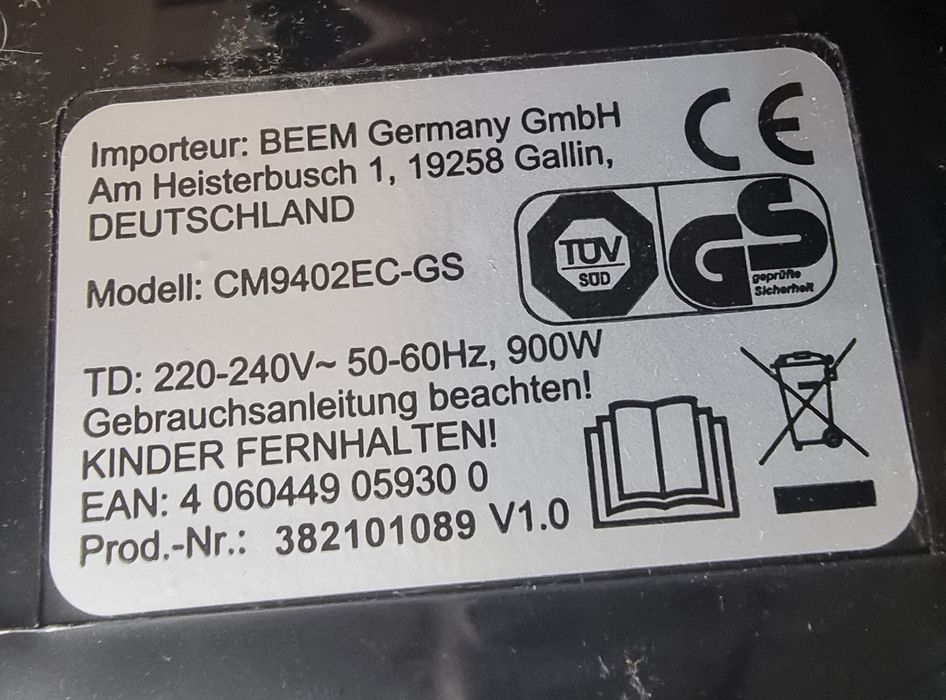 Importeur: BEEM Germany GmbH
Am Heisterbusch 1, 19258 Gallin,
DEUTSCHLAND
CE
TÜV
SÜD
GS
geprüfte
Sicherheit
Modell: CM9402EC-GS
TD: 220-240V~ 50-60Hz, 900W
Gebrauchsanleitung beachten!
KINDER FERNHALTEN!
EAN: 4 060449 05930 0
Prod.-Nr.: 382101089 V1.0